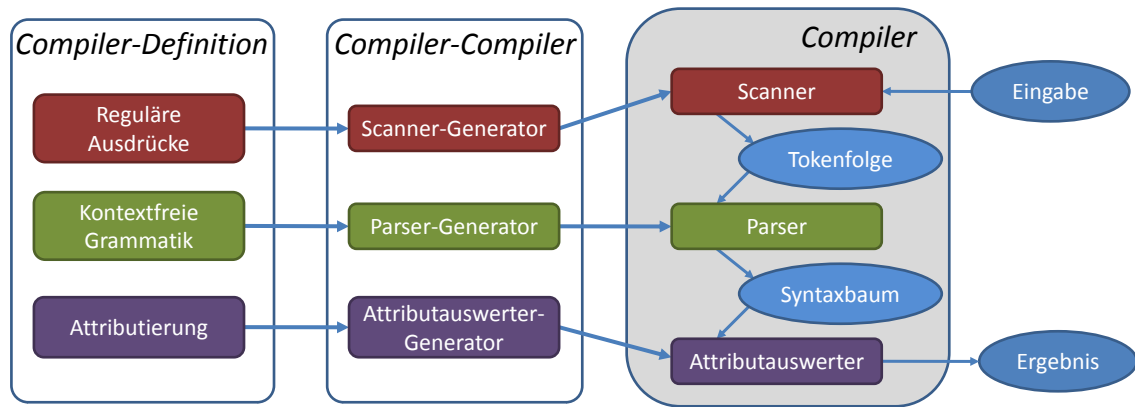 Compiler-Definition
Reguläre
Ausdrücke
Kontextfreie
Grammatik
Attributierung
Compiler-Compiler
Scanner-Generator
Parser-Generator
Attributauswerter-
Generator
Compiler
Scanner
Tokenfolge
Parser
Syntaxbaum
Attributauswerter
Eingabe
Ergebnis